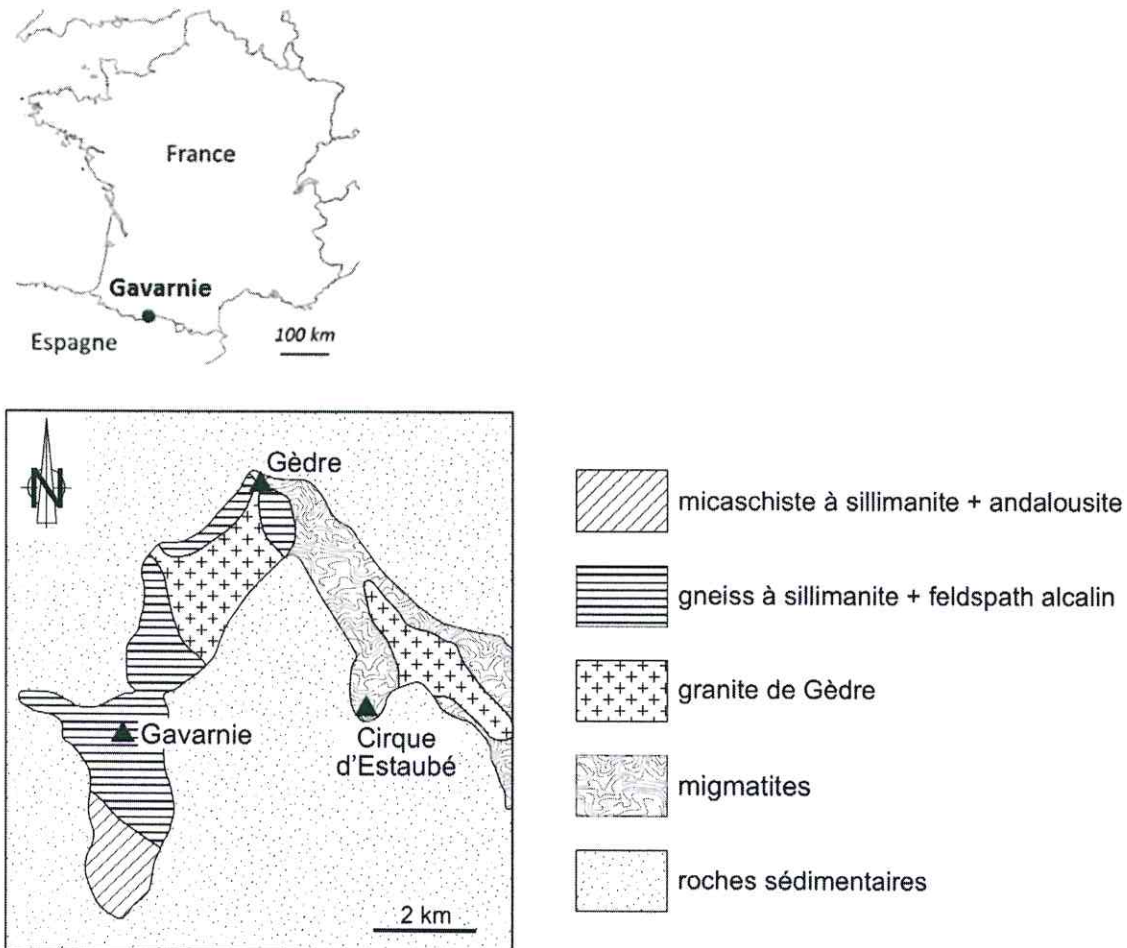 France
Gavarnie
Espagne
100 km
N
Gèdre
Gavarnie
Cirque
d'Estaubé
2 km
micaschiste à sillimanite + andalousite
gneiss à sillimanite + feldspath alcalin
granite de Gèdre
migmatites
roches sédimentaires